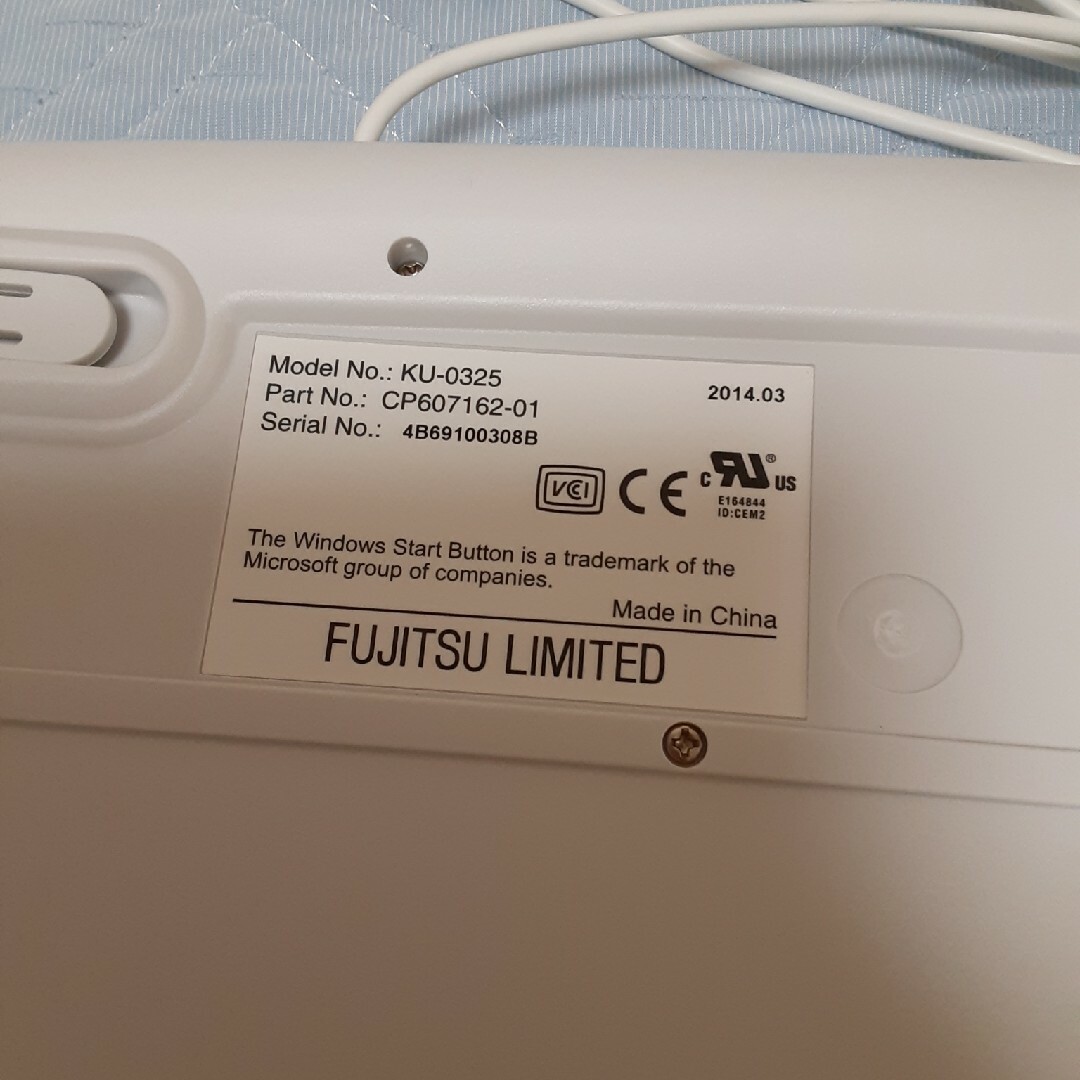 Model No.: KU-0325
2014.03
Part No.: CP607162-01
Serial No.: 4B69100308B
VCI
CE
c RU ® US
E164844
ID:CEM2
The Windows Start Button is a trademark of the
Microsoft group of companies.
Made in China
FUJITSU LIMITED